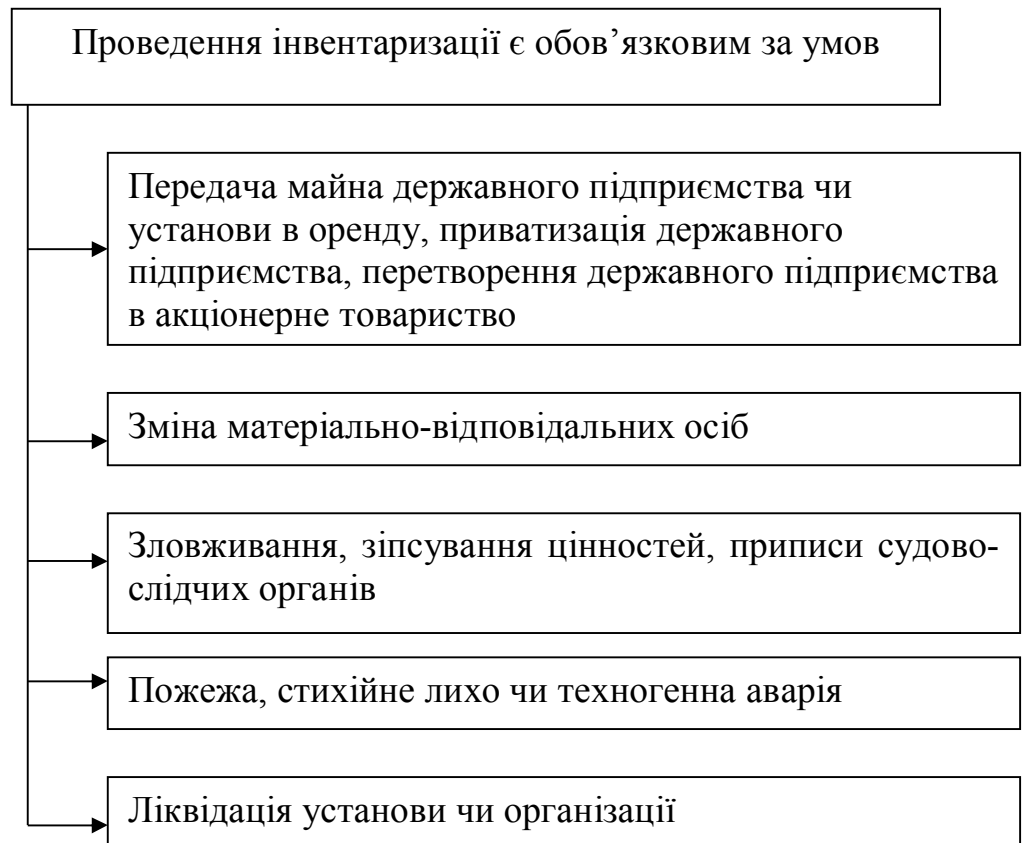 Проведення інвентаризації є обов’язковим за умов
Передача майна державного підприємства чи
установи в оренду, приватизація державного
підприємства, перетворення державного підприємства
в акціонерне товариство
Зміна матеріально-відповідальних осіб
Зловживання, зіпсування цінностей, приписи судово-
слідчих органів
Пожежа, стихійне лихо чи техногенна аварія
Ліквідація установи чи організації